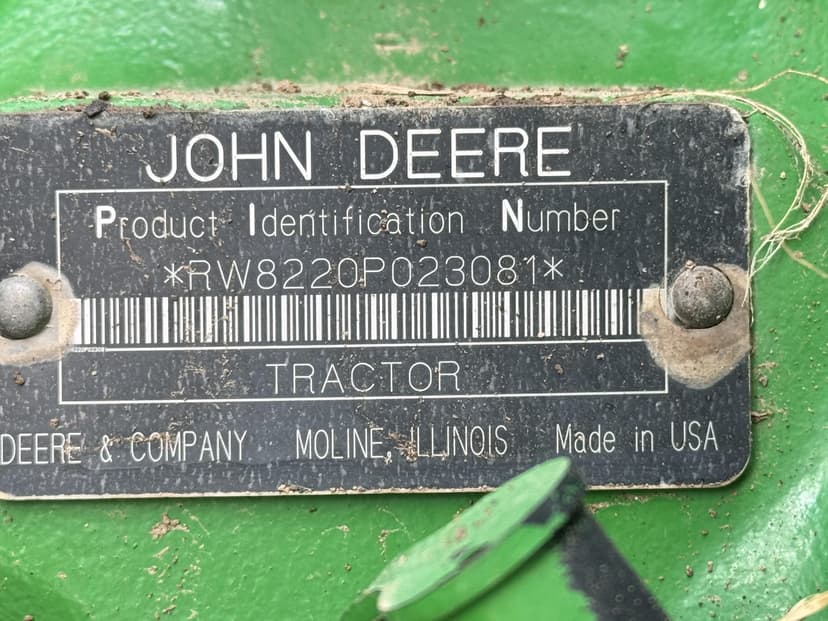 JOHN DEERE
Product Identification Number
*RW8220P023081*
TRACTOR
DEERE & COMPANY MOLINE, ILLINOIS Made in USA